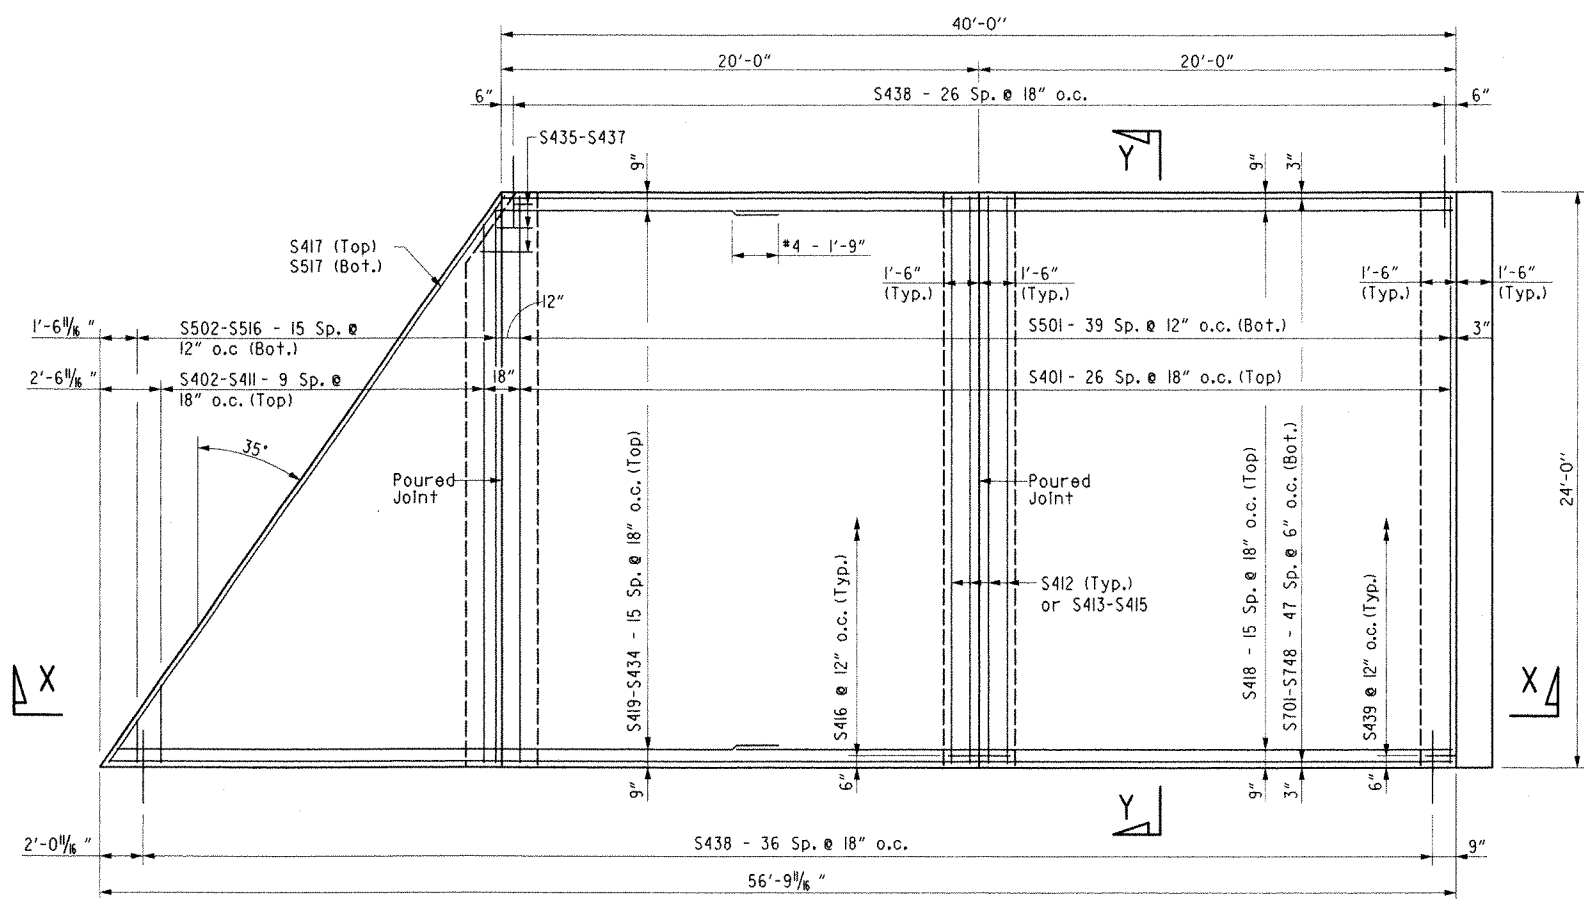 40'-0"
20'-0"
20'-0"
6"
S438 - 26 Sp. @ 18" o.c.
6"
S435-S437
Y
9"
9"
3"
S417 (Top)
S517 (Bot.)
#4 - 1'-9"
1'-6"
(Typ.)
1'-6"
(Typ.)
1'-6"
(Typ.)
1'-6"
(Typ.)
12"
1'-6 11/16 "
S502-S516 - 15 Sp. @
12" o.c (Bot.)
S501 - 39 Sp. @ 12" o.c. (Bot.)
3"
2'-6 11/16 "
S402-S411 - 9 Sp. @
18" o.c. (Top)
18"
S401 - 26 Sp. @ 18" o.c. (Top)
35°
Poured
Joint
Poured
Joint
24'-0"
S419-S434 - 15 Sp. @ 18" o.c. (Top)
S416 @ 12" o.c. (Typ.)
S412 (Typ.)
or S413-S415
S418 - 15 Sp. @ 18" o.c. (Top)
S701-S748 - 47 Sp. @ 6" o.c. (Bot.)
S439 @ 12" o.c. (Typ.)
X
X
9"
6"
9"
3"
6"
Y
2'-0 11/16 "
S438 - 36 Sp. @ 18" o.c.
9"
56'-9 11/16 "